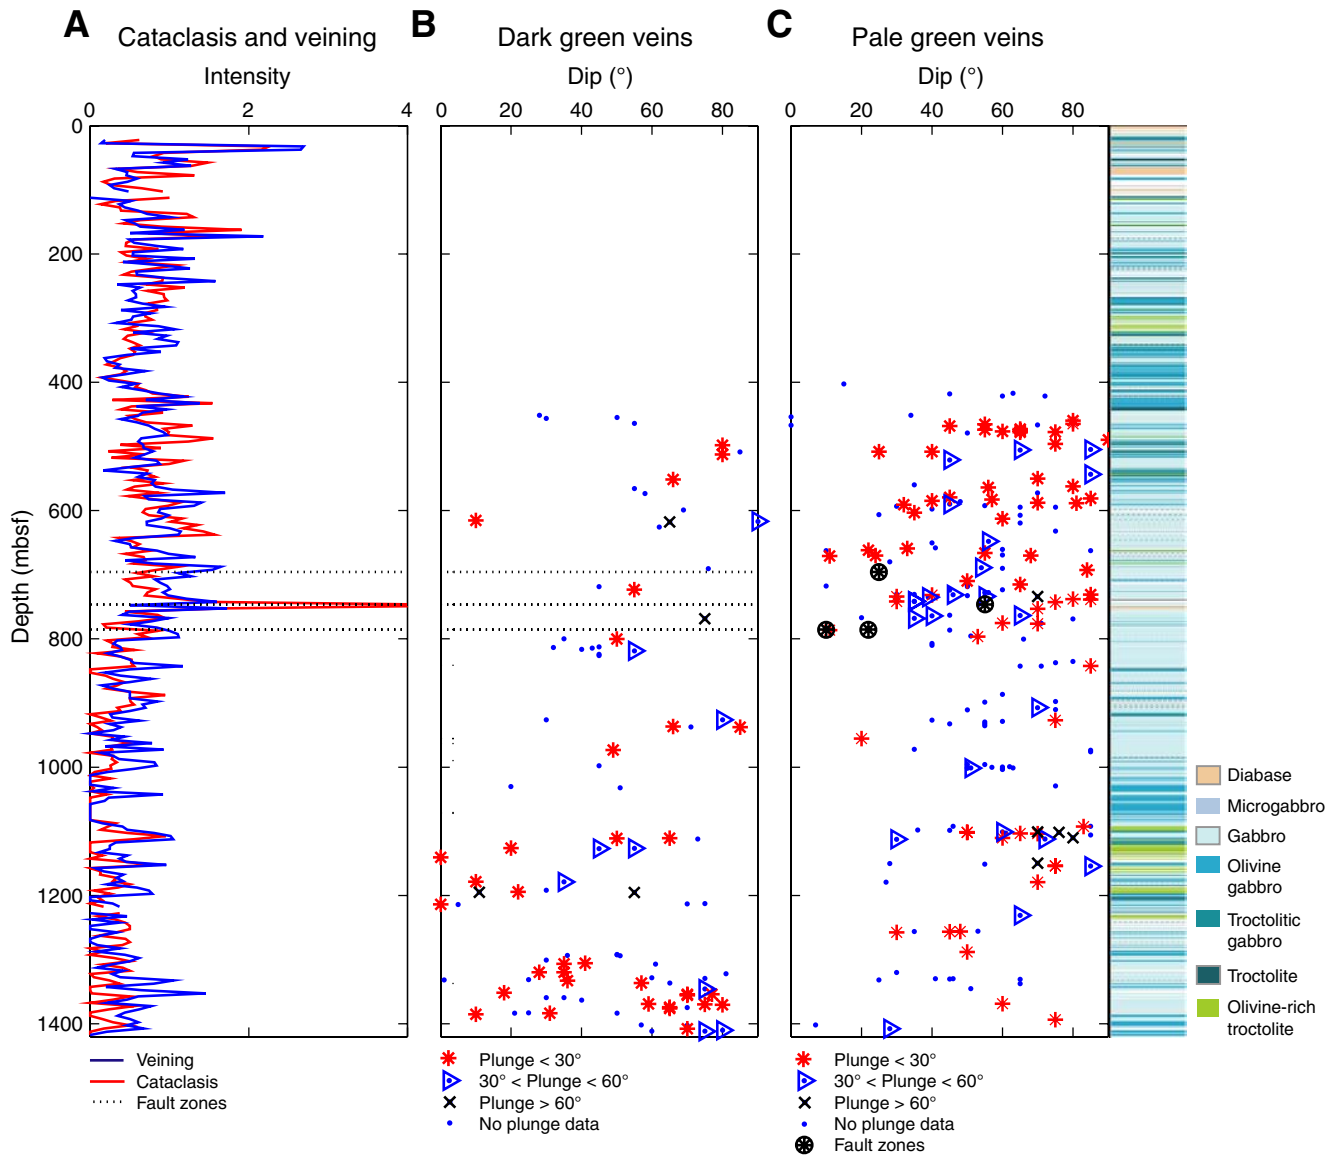 A Cataclasis and veining
Intensity
0 2 4
B Dark green veins
Dip (°)
0 20 40 60 80
C Pale green veins
Dip (°)
0 20 40 60 80
Depth (mbsf)
0
200
400
600
800
1000
1200
1400
Veining
Cataclasis
Fault zones
Plunge < 30°
30° < Plunge < 60°
Plunge > 60°
No plunge data
Plunge < 30°
30° < Plunge < 60°
Plunge > 60°
No plunge data
Fault zones
Diabase
Microgabbro
Gabbro
Olivine
gabbro
Troctolitic
gabbro
Troctolite
Olivine-rich
troctolite